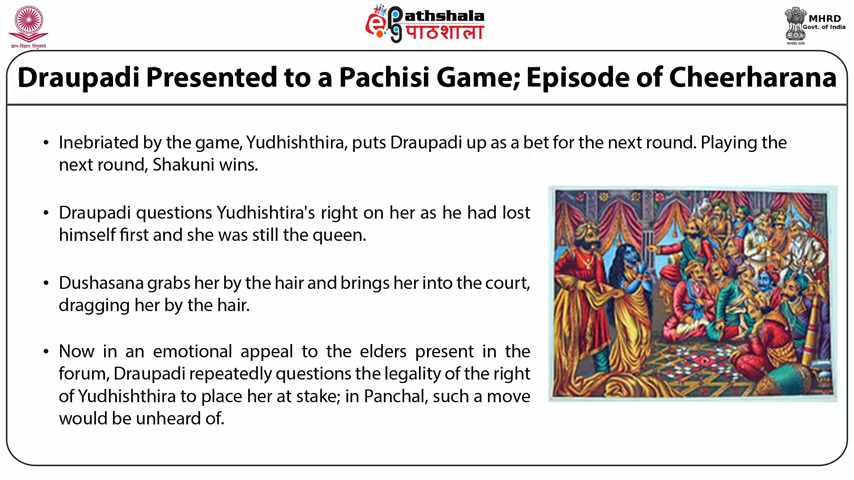 ePathshala
पाठशाला
MHRD
Govt. of India
Draupadi Presented to a Pachisi Game; Episode of Cheerharana
• Inebriated by the game, Yudhishthira, puts Draupadi up as a bet for the next round. Playing the
next round, Shakuni wins.
• Draupadi questions Yudhishtira's right on her as he had lost
himself first and she was still the queen.
• Dushasana grabs her by the hair and brings her into the court,
dragging her by the hair.
• Now in an emotional appeal to the elders present in the
forum, Draupadi repeatedly questions the legality of the right
of Yudhishthira to place her at stake; in Panchal, such a move
would be unheard of.